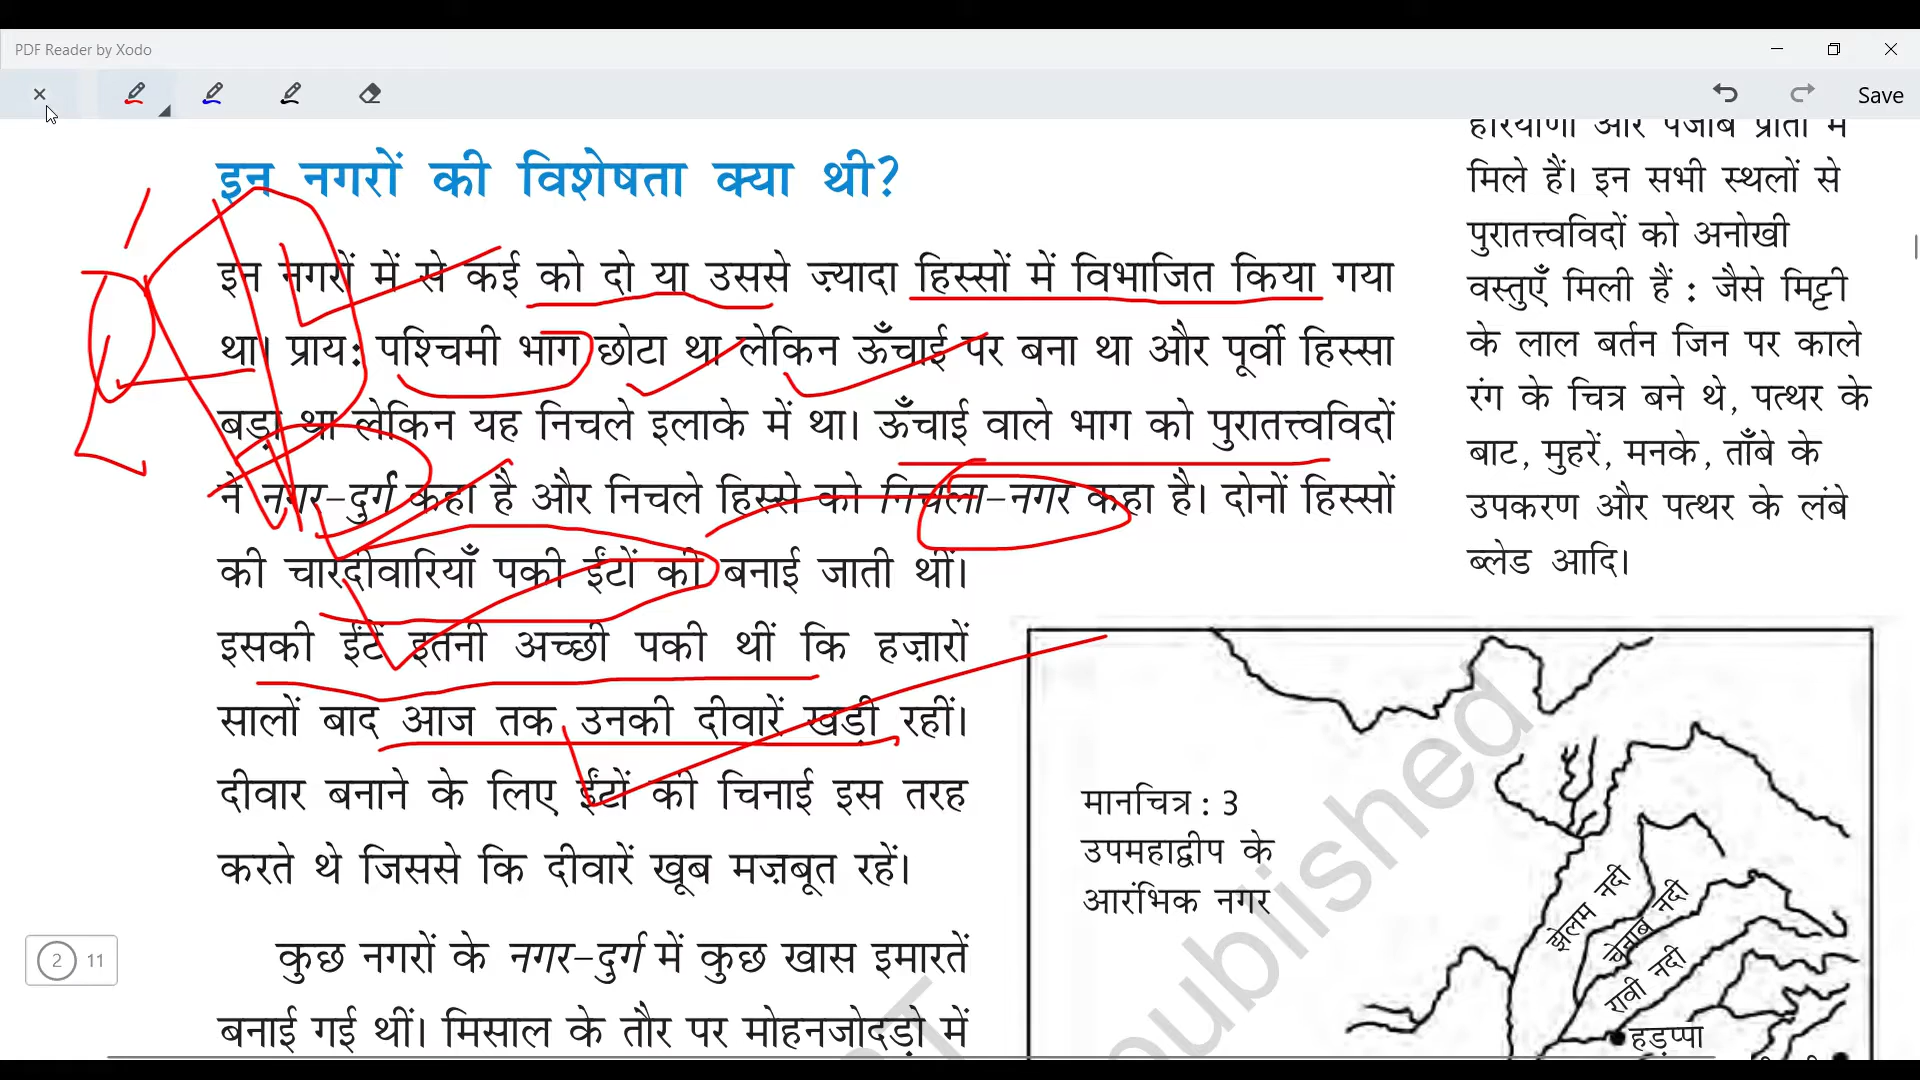 PDF Reader by Xodo
Save
इन नगरों की विशेषता क्या थी?
इन नगरों में से कई को दो या उससे ज़्यादा हिस्सों में विभाजित किया गया
था। प्राय: पश्चिमी भाग छोटा था लेकिन ऊँचाई पर बना था और पूर्वी हिस्सा
बड़ा था लेकिन यह निचले इलाके में था। ऊँचाई वाले भाग को पुरातत्त्वविदों
ने नगर-दुर्ग कहा है और निचले हिस्से को निचला-नगर कहा है। दोनों हिस्सों
की चारदीवारियाँ पकी ईंटों की बनाई जाती थीं।
इसकी ईंटें इतनी अच्छी पकी थीं कि हज़ारों
सालों बाद आज तक उनकी दीवारें खड़ी रहीं।
दीवार बनाने के लिए ईंटों की चिनाई इस तरह
करते थे जिससे कि दीवारें खूब मज़बूत रहें।
कुछ नगरों के नगर-दुर्ग में कुछ खास इमारतें
बनाई गई थीं। मिसाल के तौर पर मोहनजोदड़ो में
2 11
हरियाणा और पंजाब प्रांतों में
मिले हैं। इन सभी स्थलों से
पुरातत्त्वविदों को अनोखी
वस्तुएँ मिली हैं : जैसे मिट्टी
के लाल बर्तन जिन पर काले
रंग के चित्र बने थे, पत्थर के
बाट, मुहरें, मनके, ताँबे के
उपकरण और पत्थर के लंबे
ब्लेड आदि।
मानचित्र : 3
उपमहाद्वीप के
आरंभिक नगर
झेलम नदी
चेनाब नदी
रावी नदी
हड़प्पा
published